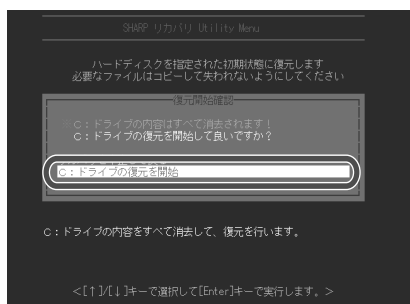 SHARP リカバリ Utility Menu
ハードディスクを指定された初期状態に復元します
必要なファイルはコピーして失われないようにしてください
復元開始確認
C：ドライブの内容はすべて消去されます！
C：ドライブの復元を開始して良いですか？
C：ドライブの復元を開始
C：ドライブの内容をすべて消去して、復元を行います。
＜[↑]/[↓]キーで選択して[Enter]キーで実行します。＞